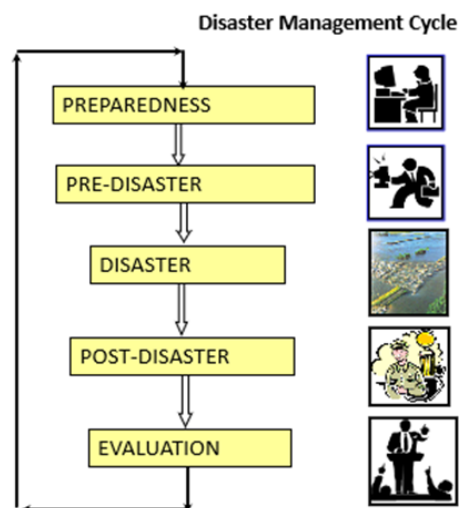 Disaster Management Cycle
PREPAREDNESS
PRE-DISASTER
DISASTER
POST-DISASTER
EVALUATION